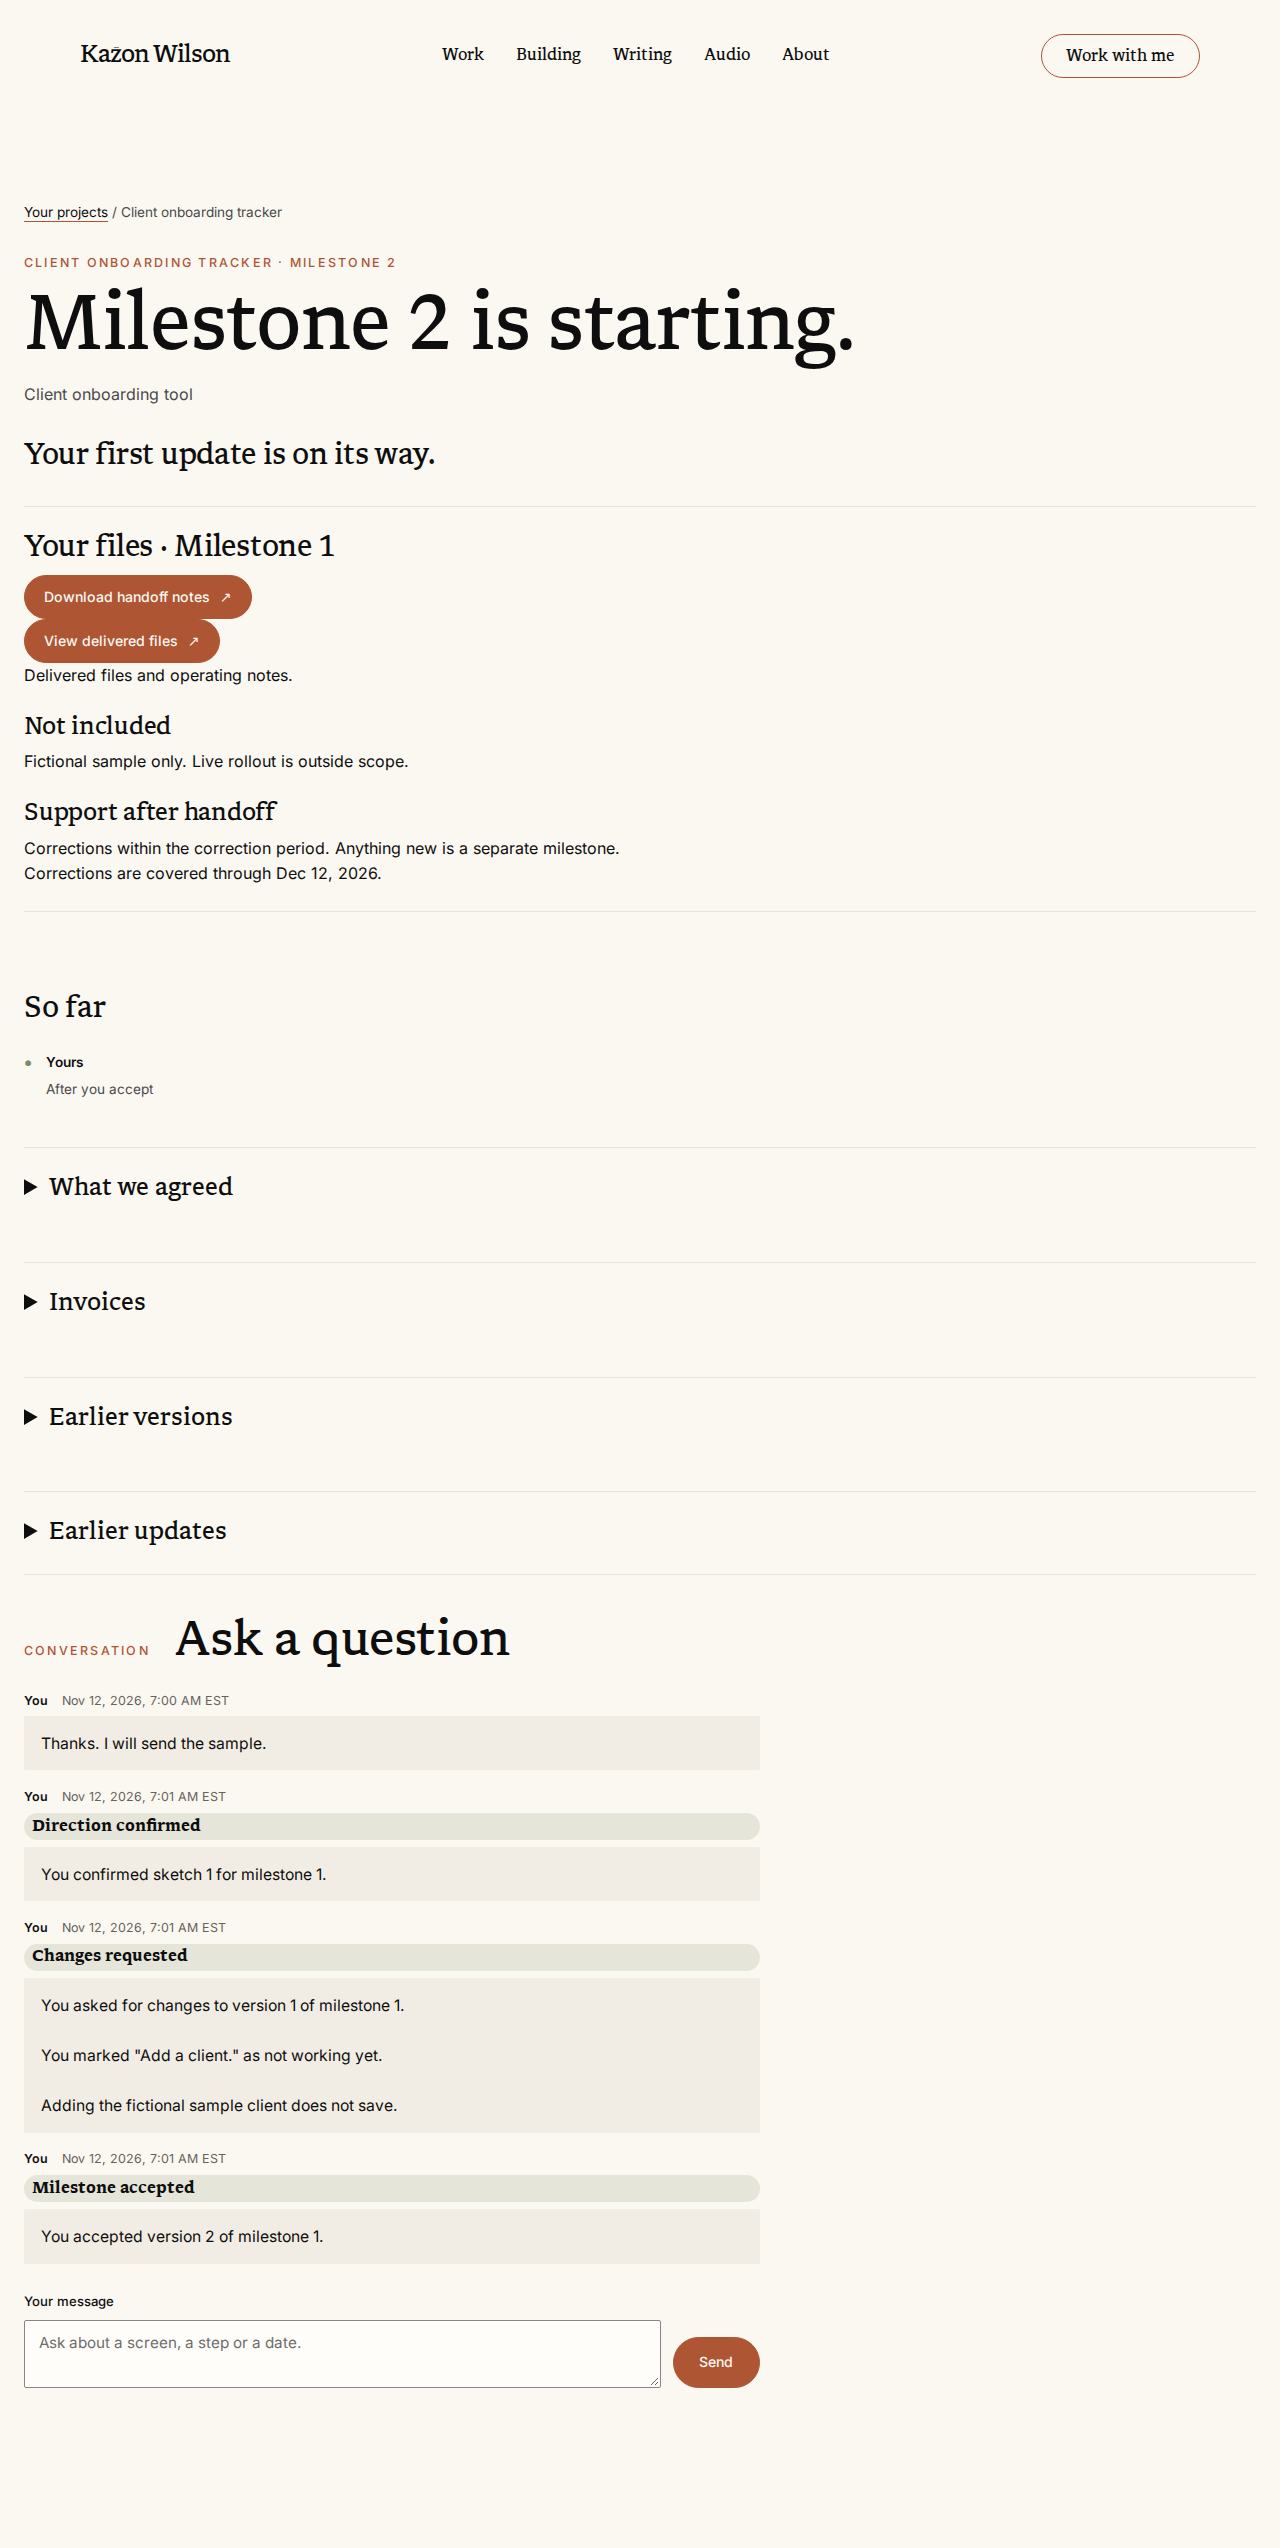 Kazon Wilson
Work
Building
Writing
Audio
About
Work with me
Your projects / Client onboarding tracker
CLIENT ONBOARDING TRACKER · MILESTONE 2
Milestone 2 is starting.
Client onboarding tool
Your first update is on its way.
Your files · Milestone 1
Download handoff notes ↗
View delivered files ↗
Delivered files and operating notes.
Not included
Fictional sample only. Live rollout is outside scope.
Support after handoff
Corrections within the correction period. Anything new is a separate milestone.
Corrections are covered through Dec 12, 2026.
So far
Yours
After you accept
What we agreed
Invoices
Earlier versions
Earlier updates
CONVERSATION Ask a question
You Nov 12, 2026, 7:00 AM EST
Thanks. I will send the sample.
You Nov 12, 2026, 7:01 AM EST
Direction confirmed
You confirmed sketch 1 for milestone 1.
You Nov 12, 2026, 7:01 AM EST
Changes requested
You asked for changes to version 1 of milestone 1.
You marked "Add a client." as not working yet.
Adding the fictional sample client does not save.
You Nov 12, 2026, 7:01 AM EST
Milestone accepted
You accepted version 2 of milestone 1.
Your message
Ask about a screen, a step or a date.
Send